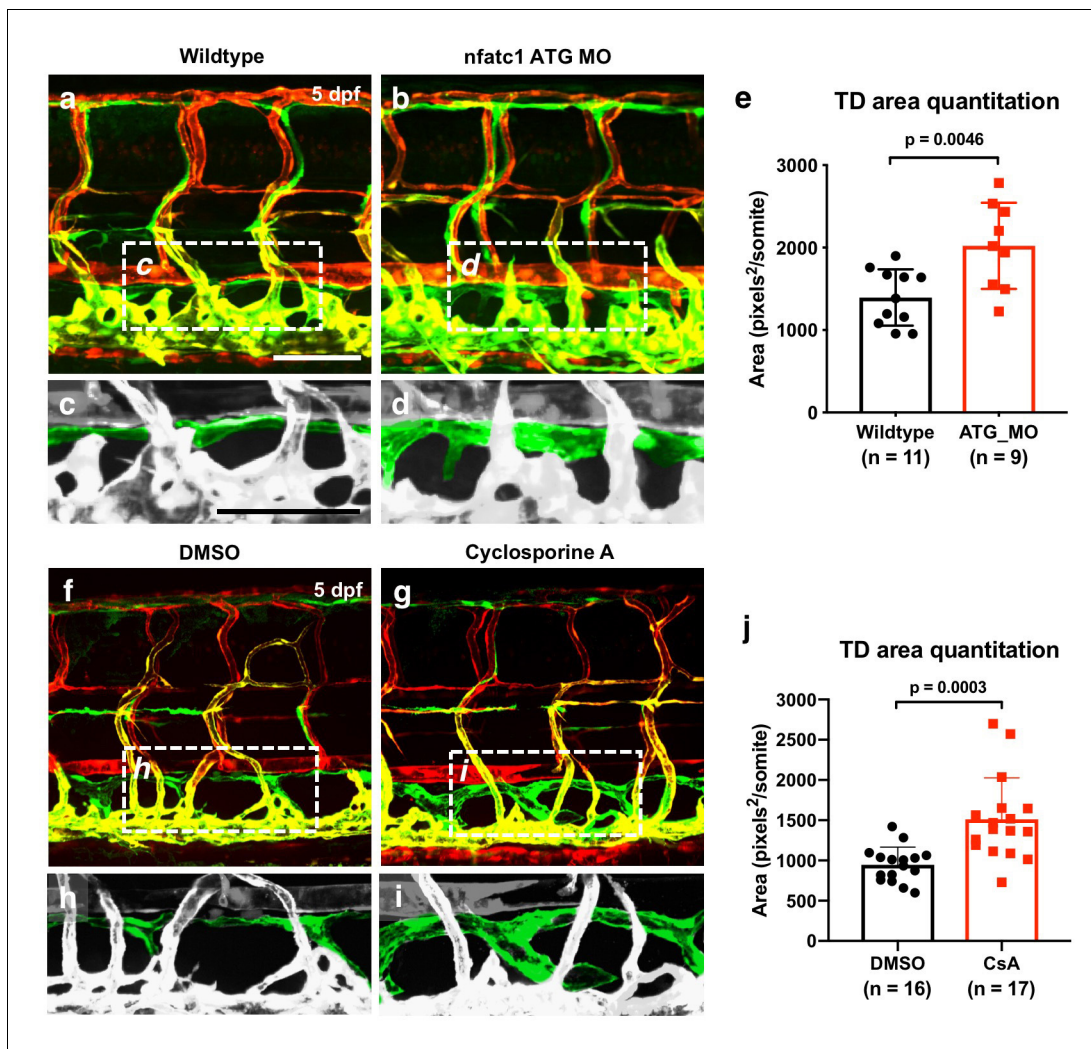 Wildtype
nfatc1 ATG MO
a
5 dpf
b
c
d
c
d
e
TD area quantitation
p = 0.0046
3000
2000
1000
0
Area (pixels²/somite)
Wildtype
(n = 11)
ATG_MO
(n = 9)
DMSO
Cyclosporine A
f
5 dpf
g
h
i
h
i
j
TD area quantitation
p = 0.0003
3000
2500
2000
1500
1000
500
0
Area (pixels²/somite)
DMSO
(n = 16)
CsA
(n = 17)